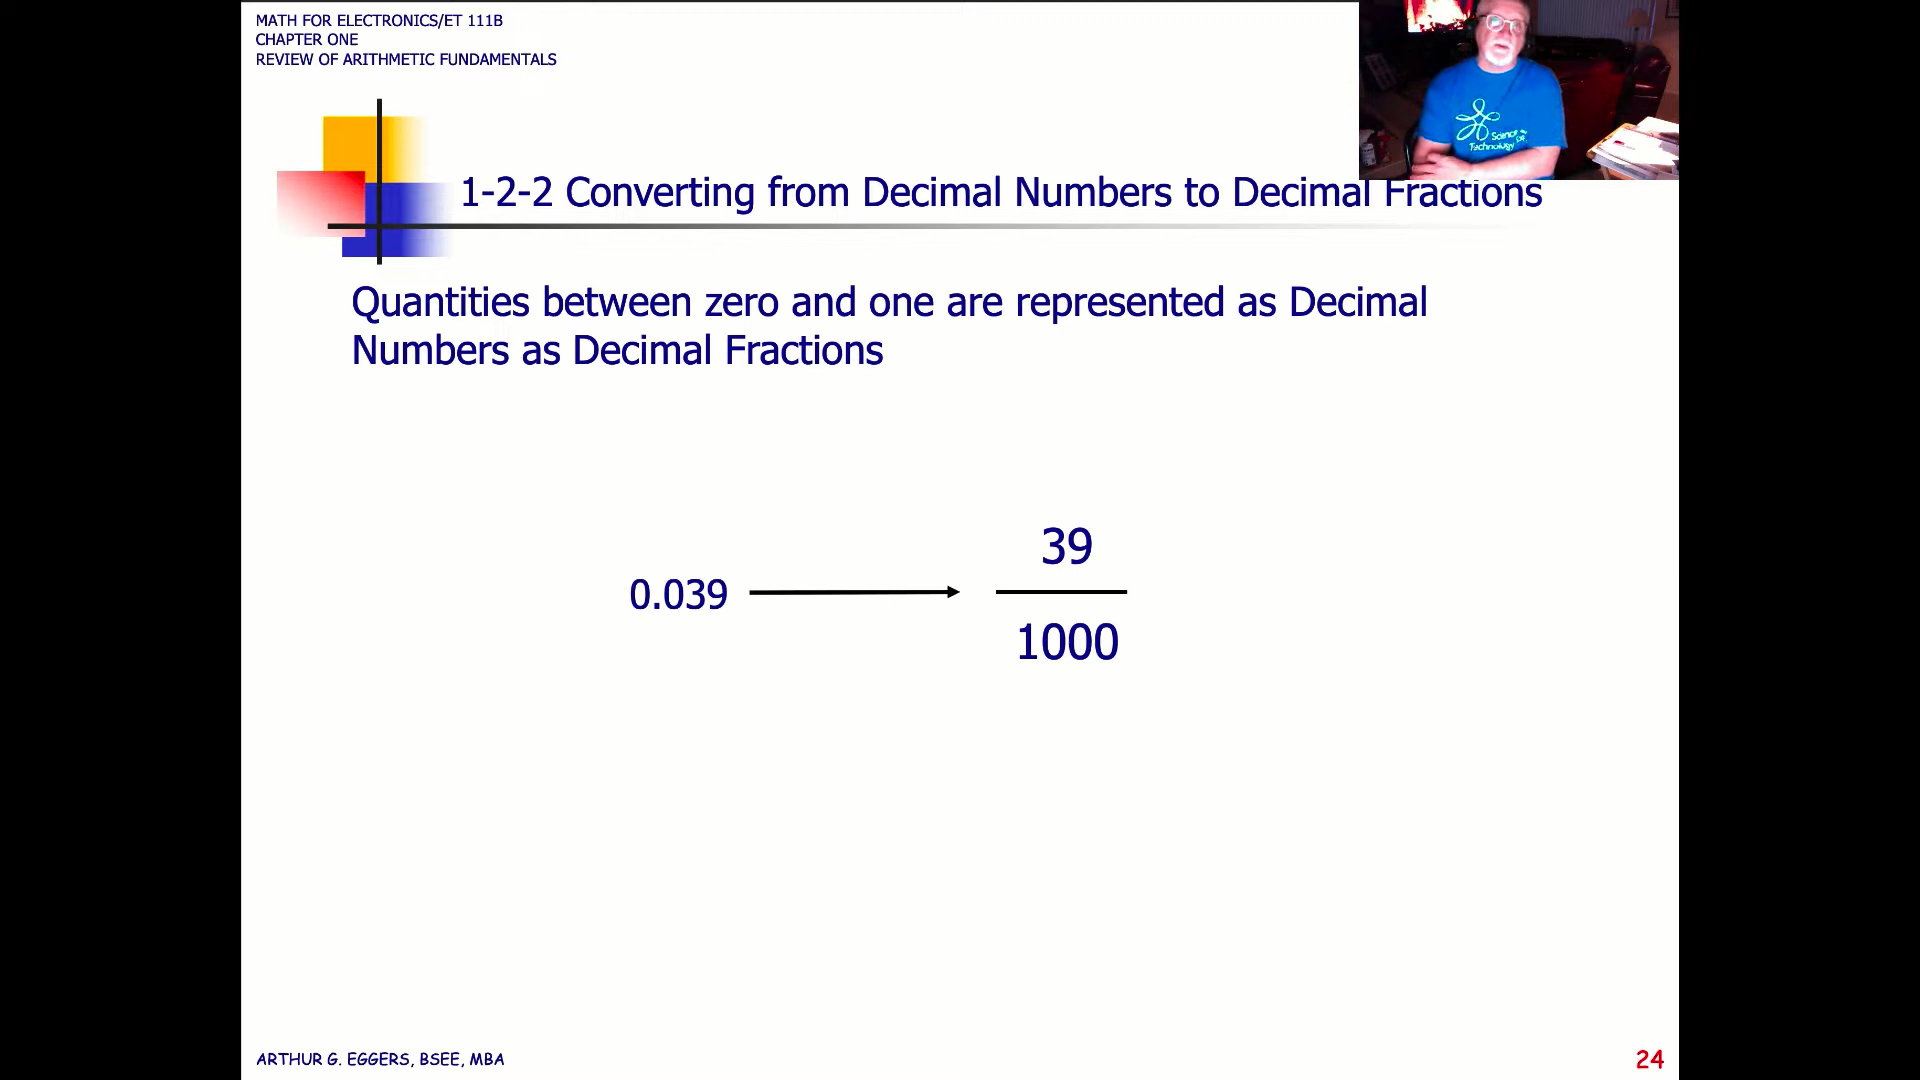 MATH FOR ELECTRONICS/ET 111B
CHAPTER ONE
REVIEW OF ARITHMETIC FUNDAMENTALS
Science
Technology
1-2-2 Converting from Decimal Numbers to Decimal Fractions
Quantities between zero and one are represented as Decimal
Numbers as Decimal Fractions
39
0.039
1000
ARTHUR G. EGGERS, BSEE, MBA
24